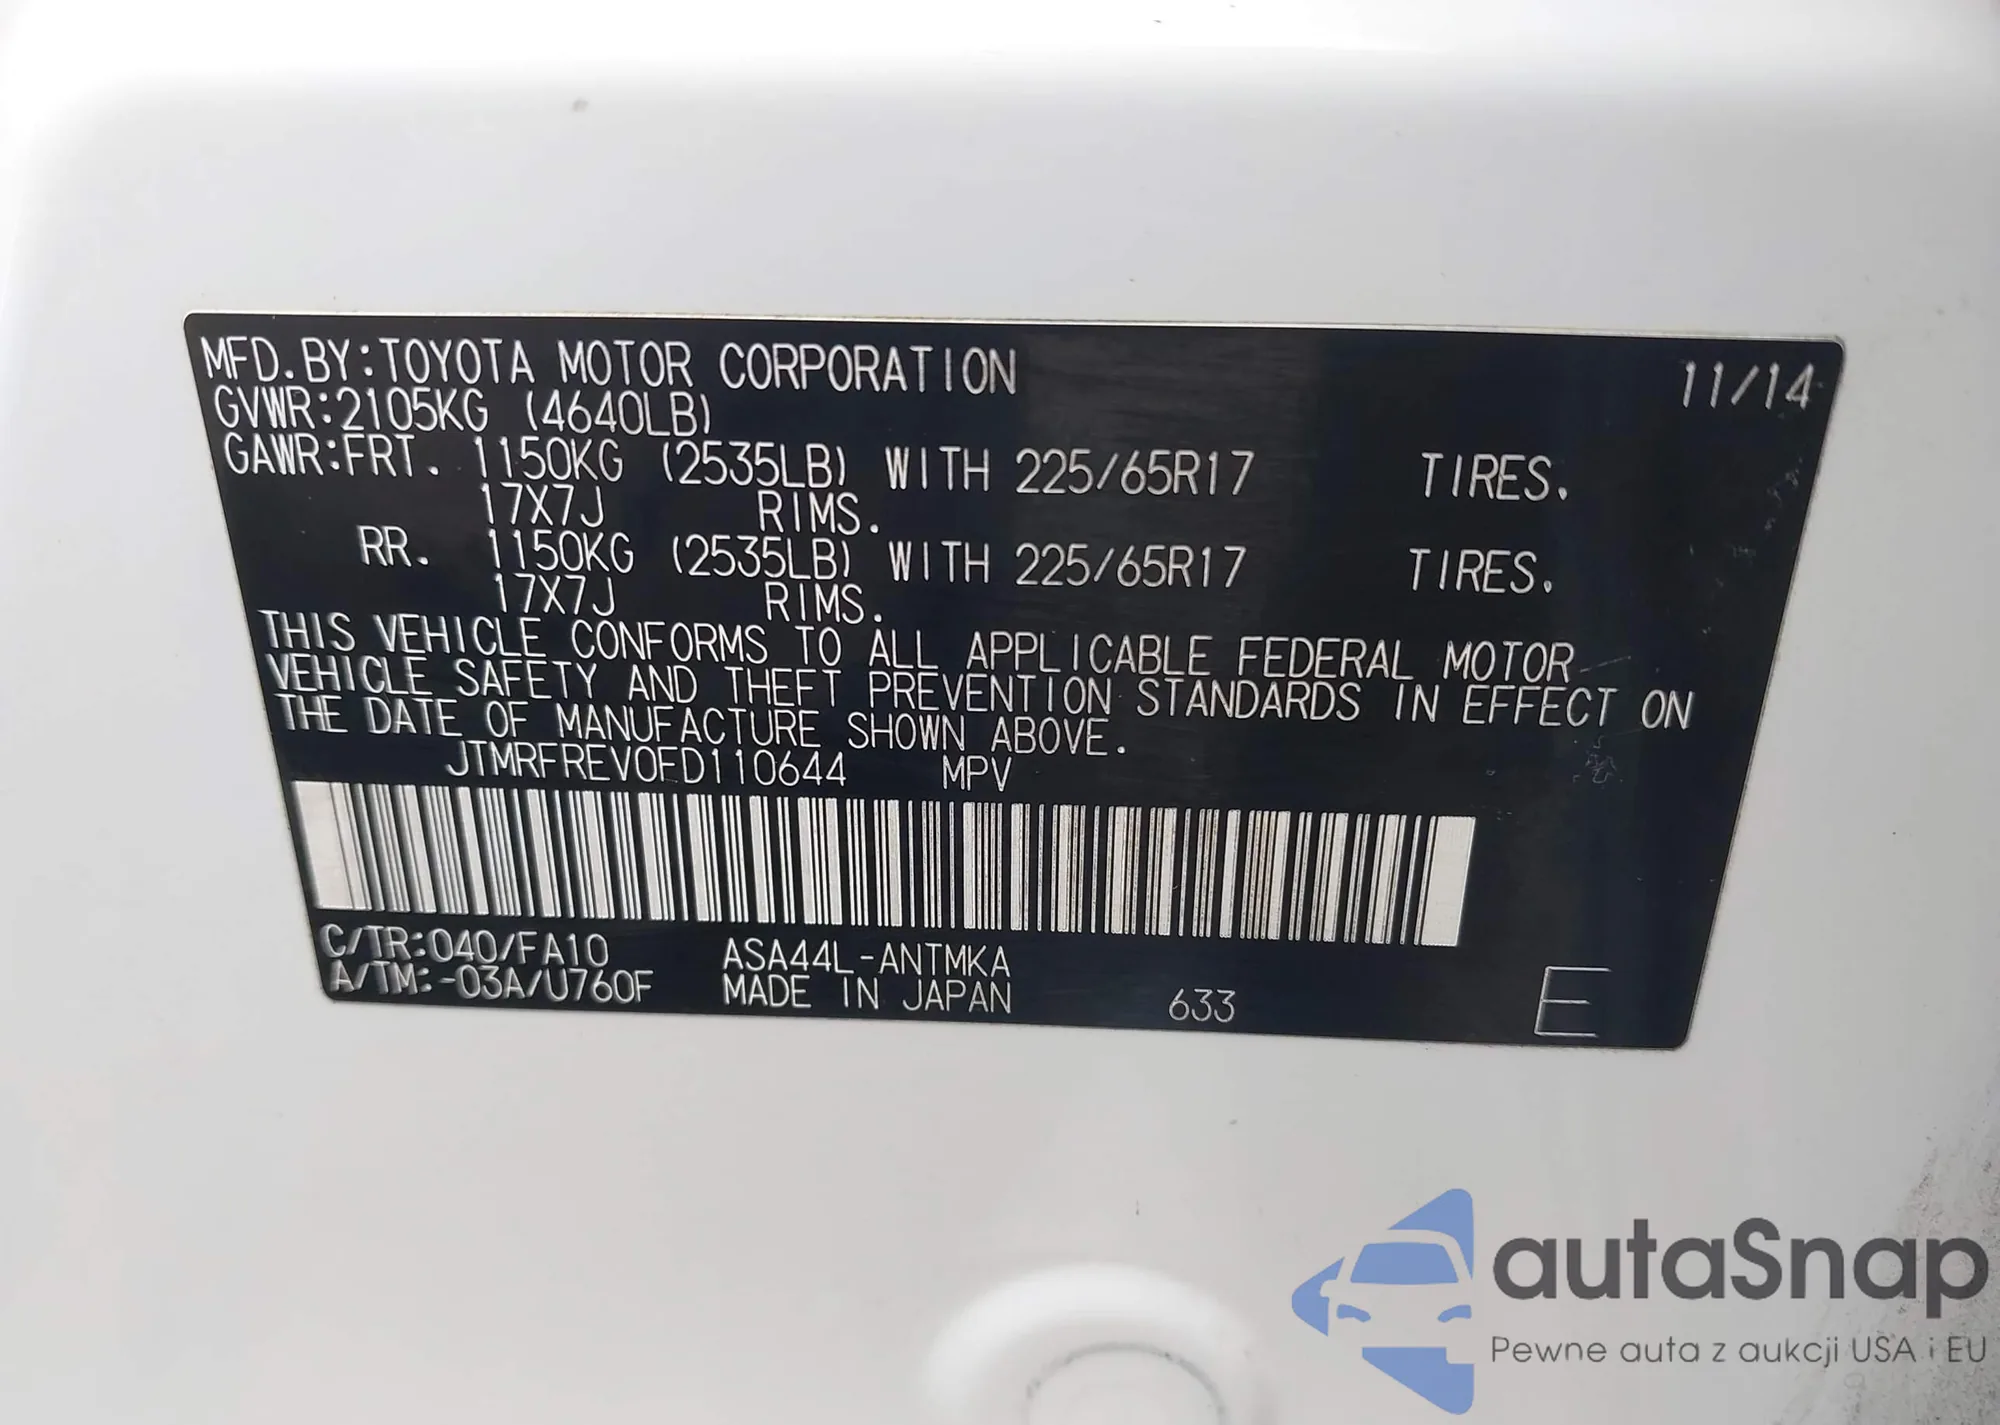 MFD.BY:TOYOTA MOTOR CORPORATION 11/14
GVWR:2105KG (4640LB)
GAWR:FRT. 1150KG (2535LB) WITH 225/65R17 TIRES.
17X7J RIMS.
RR. 1150KG (2535LB) WITH 225/65R17 TIRES.
17X7J RIMS.
THIS VEHICLE CONFORMS TO ALL APPLICABLE FEDERAL MOTOR
VEHICLE SAFETY AND THEFT PREVENTION STANDARDS IN EFFECT ON
THE DATE OF MANUFACTURE SHOWN ABOVE.
JTMRFREV0FD110644 MPV
C/TR:040/FA10 ASA44L-ANTMKA
A/TM:-03A/U760F MADE IN JAPAN 633 E
autaSnap
Pewne auta z aukcji USA i EU